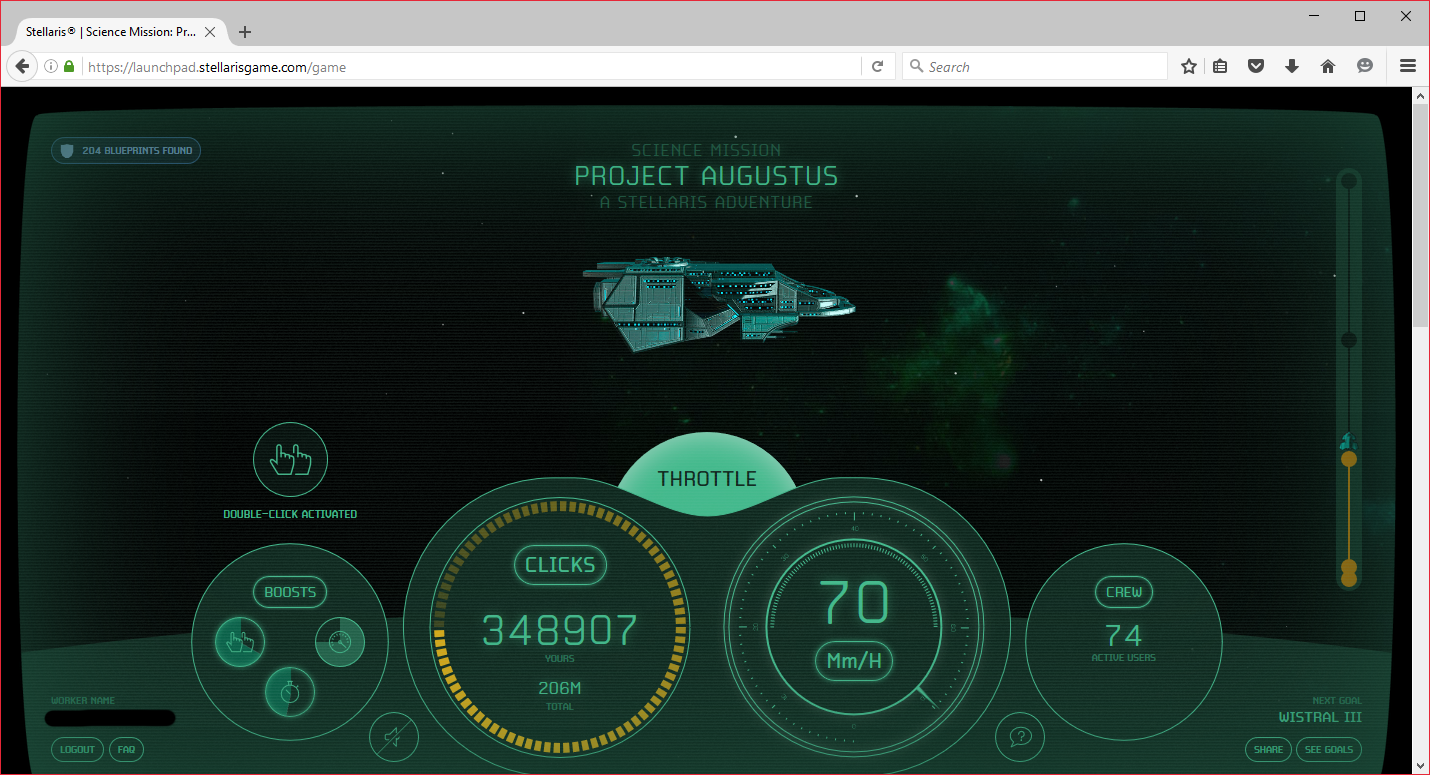 Stellaris® | Science Mission: Pr...
https://launchpad.stellarisgame.com/game
Search
204 BLUEPRINTS FOUND
SCIENCE MISSION
PROJECT AUGUSTUS
A STELLARIS ADVENTURE
THROTTLE
DOUBLE-CLICK ACTIVATED
BOOSTS
CLICKS
348907
YOURS
206M
TOTAL
70
Mm/H
CREW
74
ACTIVE USERS
WORKER NAME
LOGOUT
FAQ
NEXT GOAL
WISTRAL III
SHARE
SEE GOALS